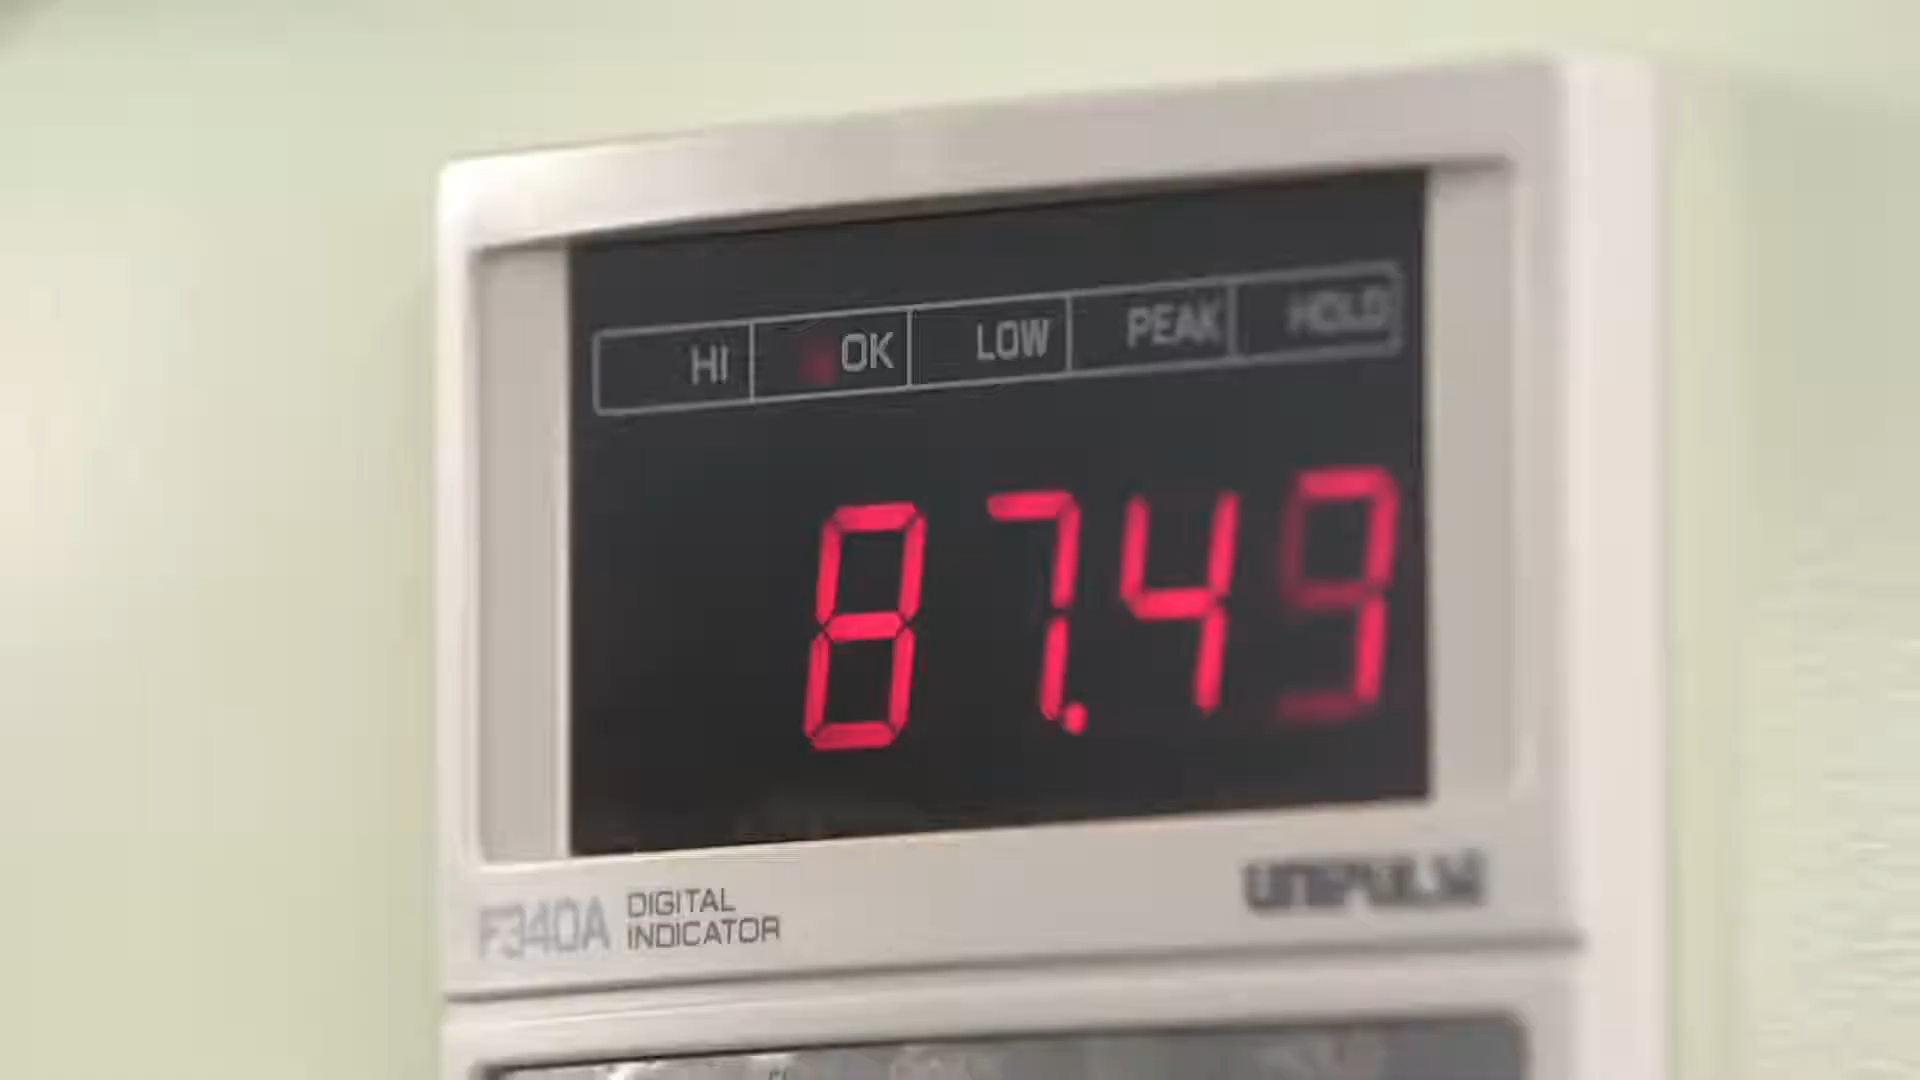 HI OK LOW PEAK HOLD
87.49
F340A DIGITAL
INDICATOR
UNIPULSE